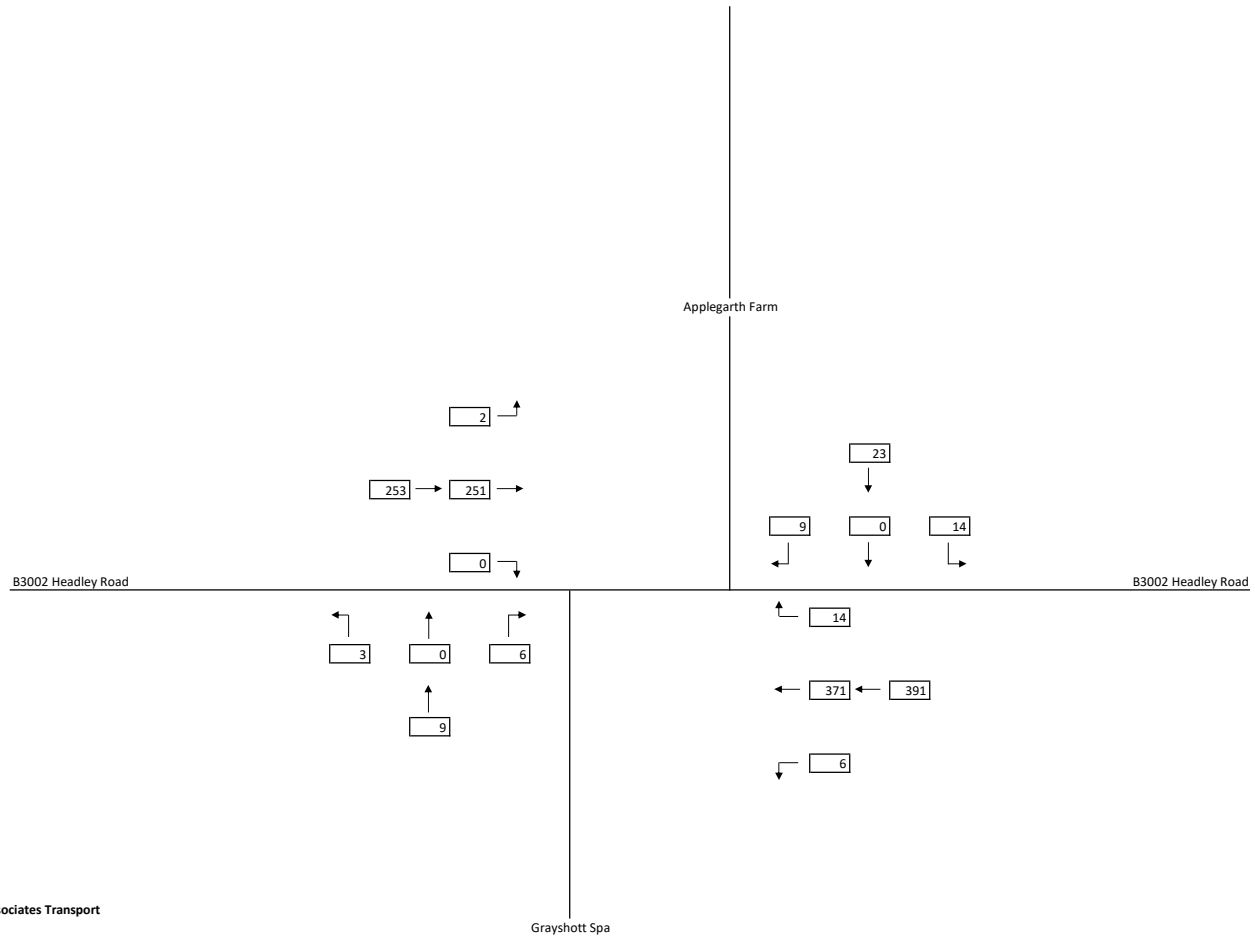 Applegarth Farm
2
23
253 251
9 0 14
0
B3002 Headley Road B3002 Headley Road
14
3 0 6
371 391
9
6
sociates Transport
Grayshott Spa